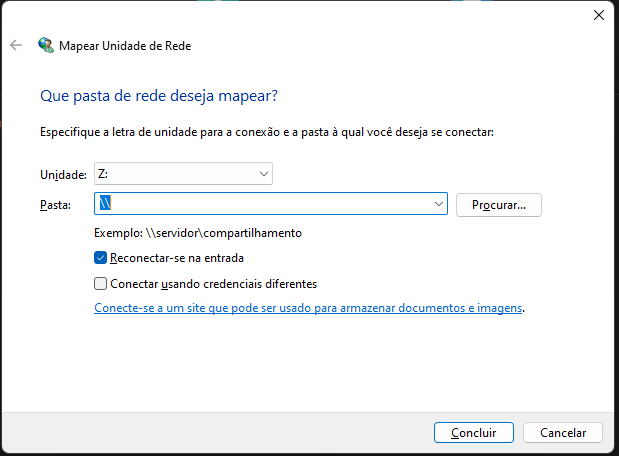 Mapear Unidade de Rede
Que pasta de rede deseja mapear?
Especifique a letra de unidade para a conexão e a pasta à qual você deseja se conectar:
Unidade: Z:
Pasta: \\ Procurar...
Exemplo: \\servidor\compartilhamento
Reconectar-se na entrada
Conectar usando credenciais diferentes
Conecte-se a um site que pode ser usado para armazenar documentos e imagens.
Concluir Cancelar